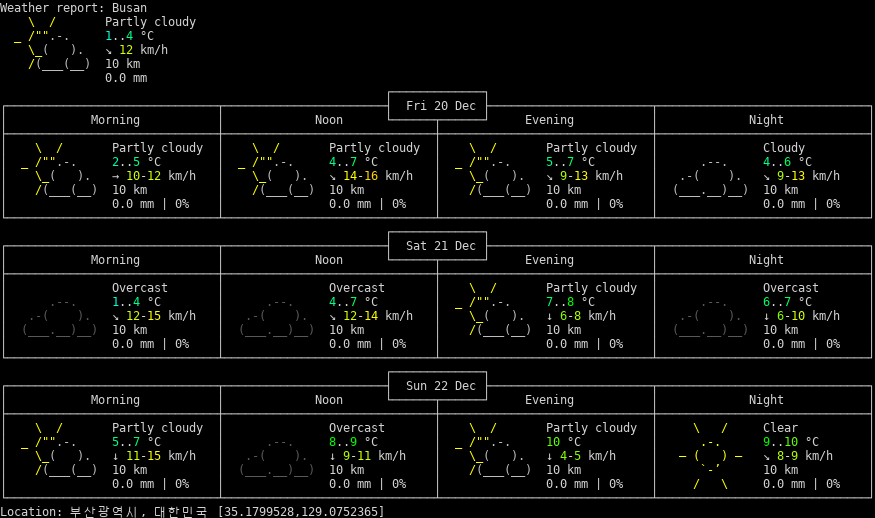 Weather report: Busan
Partly cloudy
1..4 °C
↘ 12 km/h
10 km
0.0 mm
Fri 20 Dec
Morning Noon Evening Night
Partly cloudy Partly cloudy Partly cloudy Cloudy
2..5 °C 4..7 °C 5..7 °C 4..6 °C
→ 10-12 km/h ↘ 14-16 km/h ↘ 9-13 km/h ↘ 9-13 km/h
10 km 10 km 10 km 10 km
0.0 mm | 0% 0.0 mm | 0% 0.0 mm | 0% 0.0 mm | 0%
Sat 21 Dec
Morning Noon Evening Night
Overcast Overcast Partly cloudy Overcast
1..4 °C 4..7 °C 7..8 °C 6..7 °C
↘ 12-15 km/h ↘ 12-14 km/h ↓ 6-8 km/h ↓ 6-10 km/h
10 km 10 km 10 km 10 km
0.0 mm | 0% 0.0 mm | 0% 0.0 mm | 0% 0.0 mm | 0%
Sun 22 Dec
Morning Noon Evening Night
Partly cloudy Overcast Partly cloudy Clear
5..7 °C 8..9 °C 10 °C 9..10 °C
↓ 11-15 km/h ↓ 9-11 km/h ↓ 4-5 km/h ↘ 8-9 km/h
10 km 10 km 10 km 10 km
0.0 mm | 0% 0.0 mm | 0% 0.0 mm | 0% 0.0 mm | 0%
Location: 부산광역시, 대한민국 [35.1799528,129.0752365]